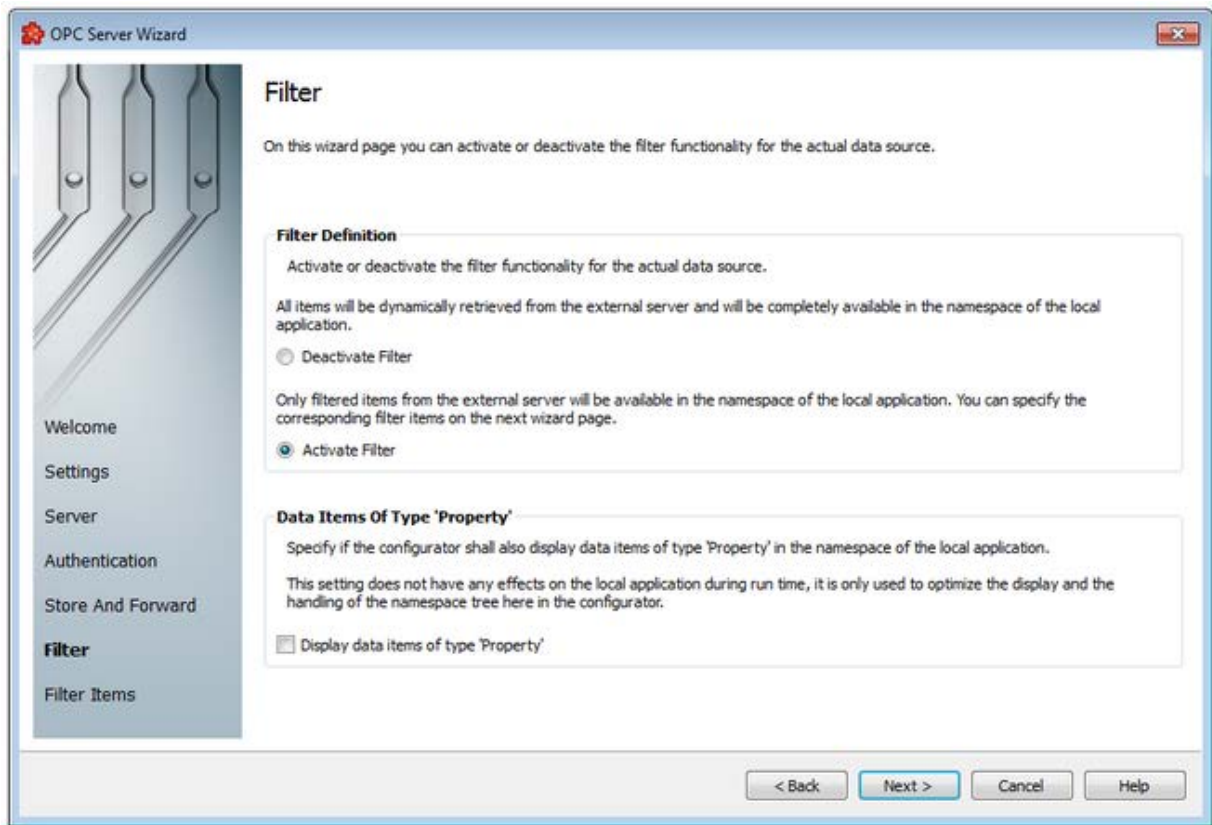 OPC Server Wizard
Filter
On this wizard page you can activate or deactivate the filter functionality for the actual data source.
Filter Definition
Activate or deactivate the filter functionality for the actual data source.
All items will be dynamically retrieved from the external server and will be completely available in the namespace of the local
application.
Deactivate Filter
Only filtered items from the external server will be available in the namespace of the local application. You can specify the
corresponding filter items on the next wizard page.
Activate Filter
Data Items Of Type 'Property'
Specify if the configurator shall also display data items of type 'Property' in the namespace of the local application.
This setting does not have any effects on the local application during run time, it is only used to optimize the display and the
handling of the namespace tree here in the configurator.
Display data items of type 'Property'
Welcome
Settings
Server
Authentication
Store And Forward
Filter
Filter Items
< Back
Next >
Cancel
Help